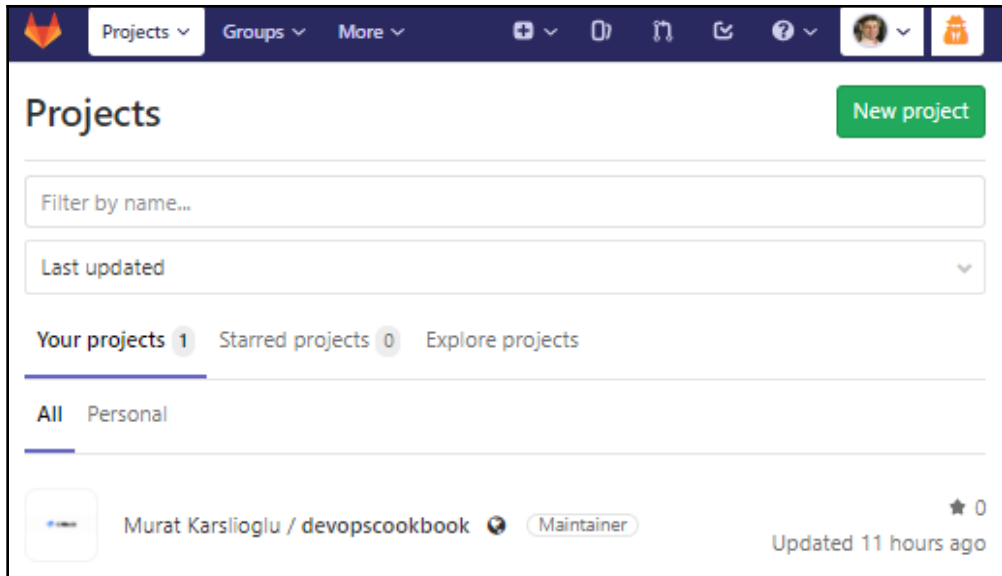 Projects Groups More
Projects
New project
Filter by name...
Last updated
Your projects 1 Starred projects 0 Explore projects
All Personal
Murat Karslioglu / devopscookbook Maintainer
0
Updated 11 hours ago